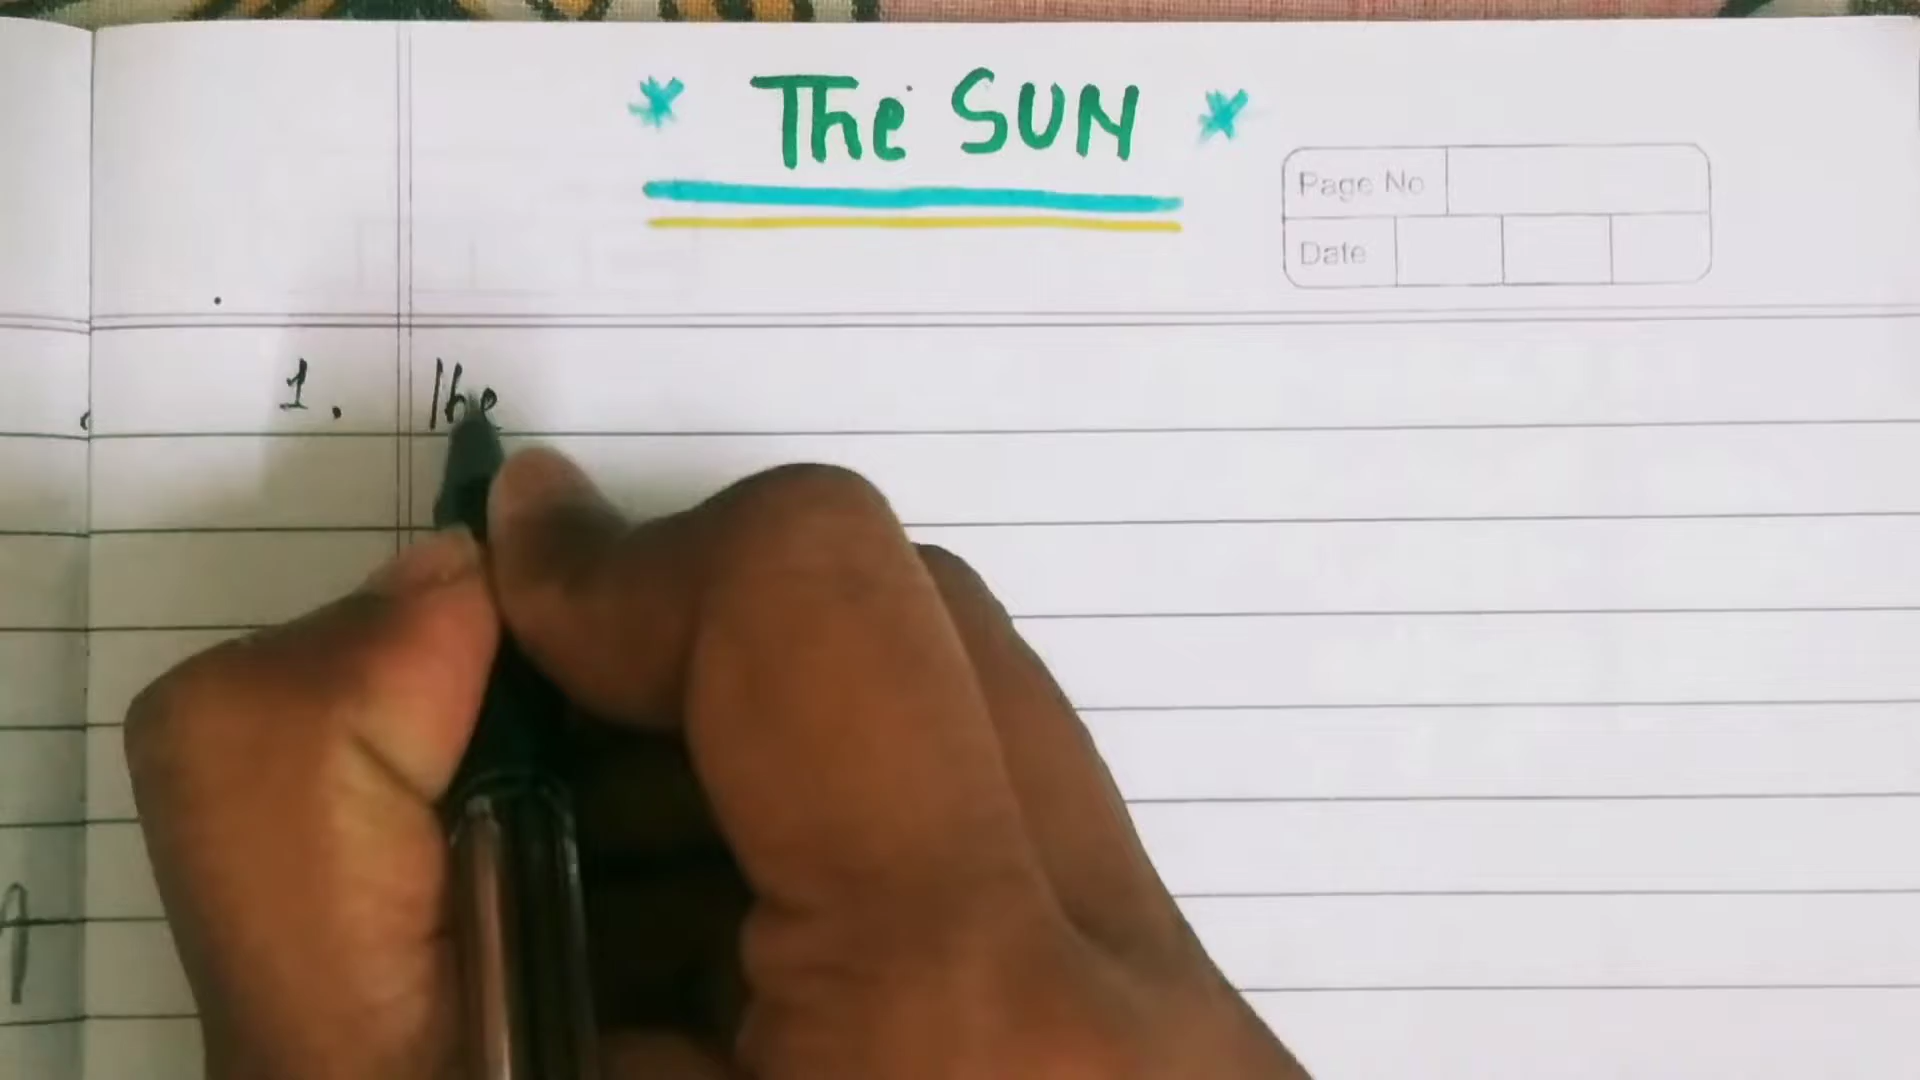 * The SUN *
Page No
Date
1. The